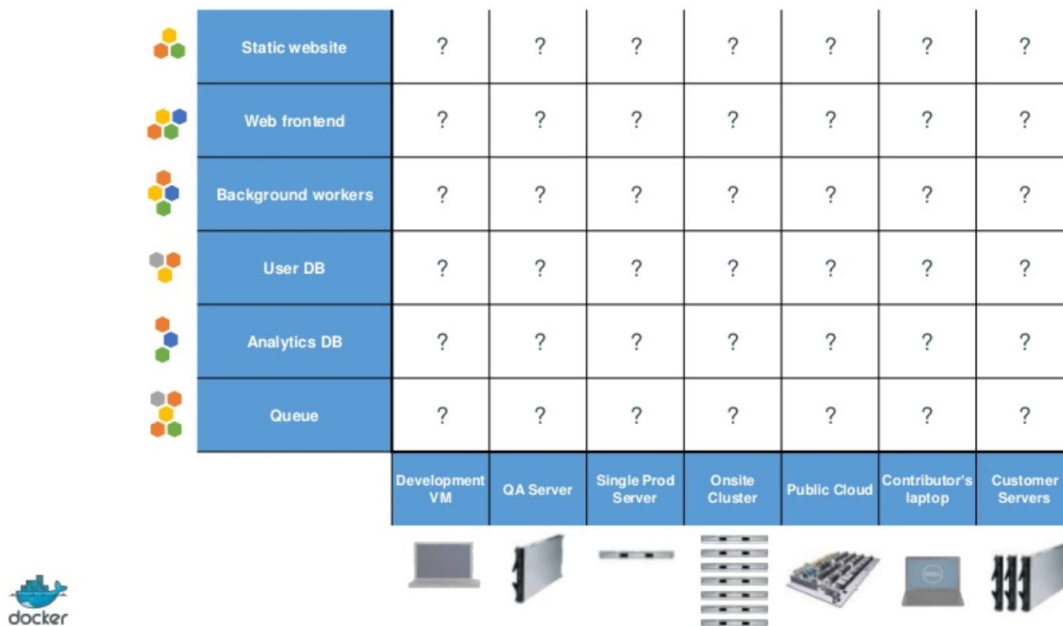 Static website ? ? ? ? ? ? ?
Web frontend ? ? ? ? ? ? ?
Background workers ? ? ? ? ? ? ?
User DB ? ? ? ? ? ? ?
Analytics DB ? ? ? ? ? ? ?
Queue ? ? ? ? ? ? ?
Development VM QA Server Single Prod Server Onsite Cluster Public Cloud Contributor's laptop Customer Servers
DELL
docker